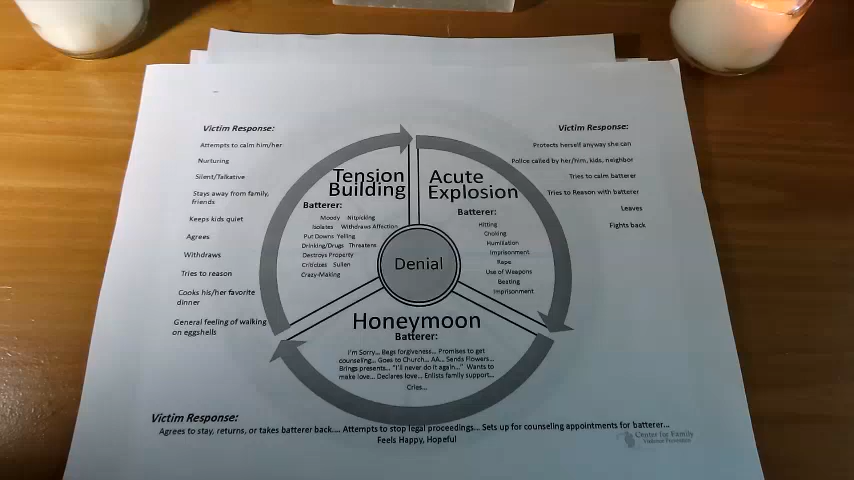 Victim Response:
Attempts to calm him/her
Nurturing
Silent/Talkative
Stays away from family,
friends
Keeps kids quiet
Agrees
Withdraws
Tries to reason
Cooks his/her favorite
dinner
General feeling of walking
on eggshells
Tension
Building
Batterer:
Moody Nitpicking
Isolates Withdraws Affection
Put Downs Yelling
Drinking/Drugs Threatens
Destroys Property
Criticizes Sullen
Crazy-Making
Acute
Explosion
Batterer:
Hitting
Choking
Humiliation
Imprisonment
Rape
Use of Weapons
Beating
Imprisonment
Victim Response:
Protects herself anyway she can
Police called by her/him, kids, neighbor
Tries to calm batterer
Tries to Reason with batterer
Leaves
Fights back
Denial
Honeymoon
Batterer:
I'm Sorry... Begs forgiveness... Promises to get
counseling... Goes to Church... AA... Sends Flowers...
Brings presents... "I'll never do it again..." Wants to
make love... Declares love... Enlists family support...
Cries...
Victim Response:
Agrees to stay, returns, or takes batterer back.... Attempts to stop legal proceedings... Sets up for counseling appointments for batterer...
Feels Happy, Hopeful
Center for Family
Violence Prevention